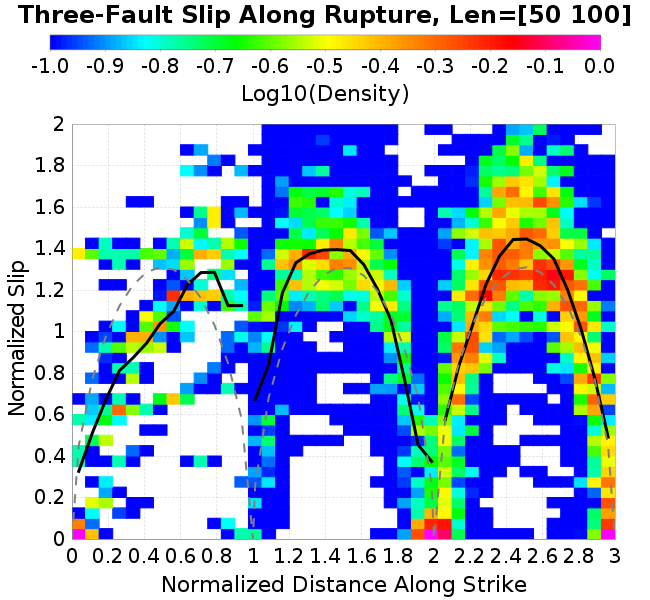 Three-Fault Slip Along Rupture, Len=[50 100]
-1.0 -0.9 -0.8 -0.7 -0.6 -0.5 -0.4 -0.3 -0.2 -0.1 0.0
Log10(Density)
2
1.8
1.6
1.4
1.2
1
0.8
0.6
0.4
0.2
0
Normalized Slip
0 0.2 0.4 0.6 0.8 1 1.2 1.4 1.6 1.8 2 2.2 2.4 2.6 2.8 3
Normalized Distance Along Strike